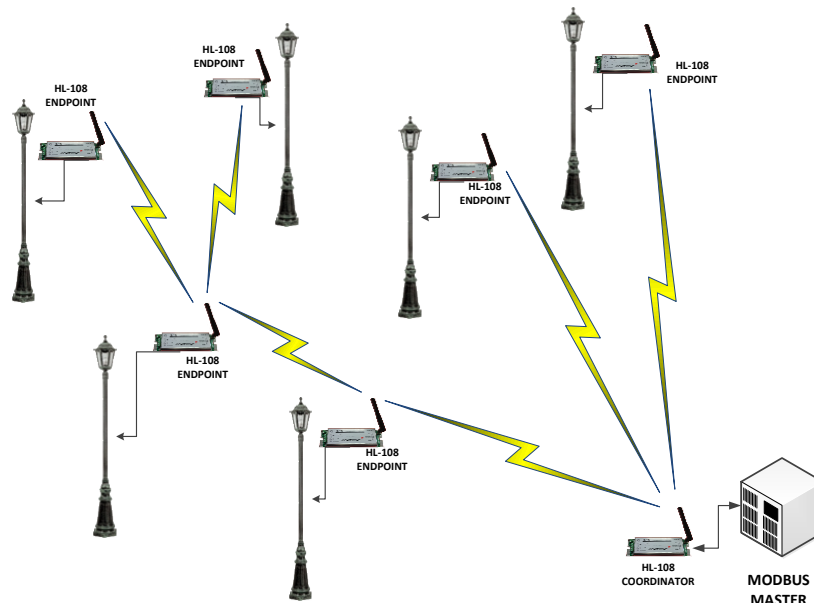 HL-108
ENDPOINT
HL-108
ENDPOINT
HL-108
ENDPOINT
HL-108
ENDPOINT
HL-108
ENDPOINT
HL-108
ENDPOINT
HL-108
COORDINATOR
MODBUS
MASTER